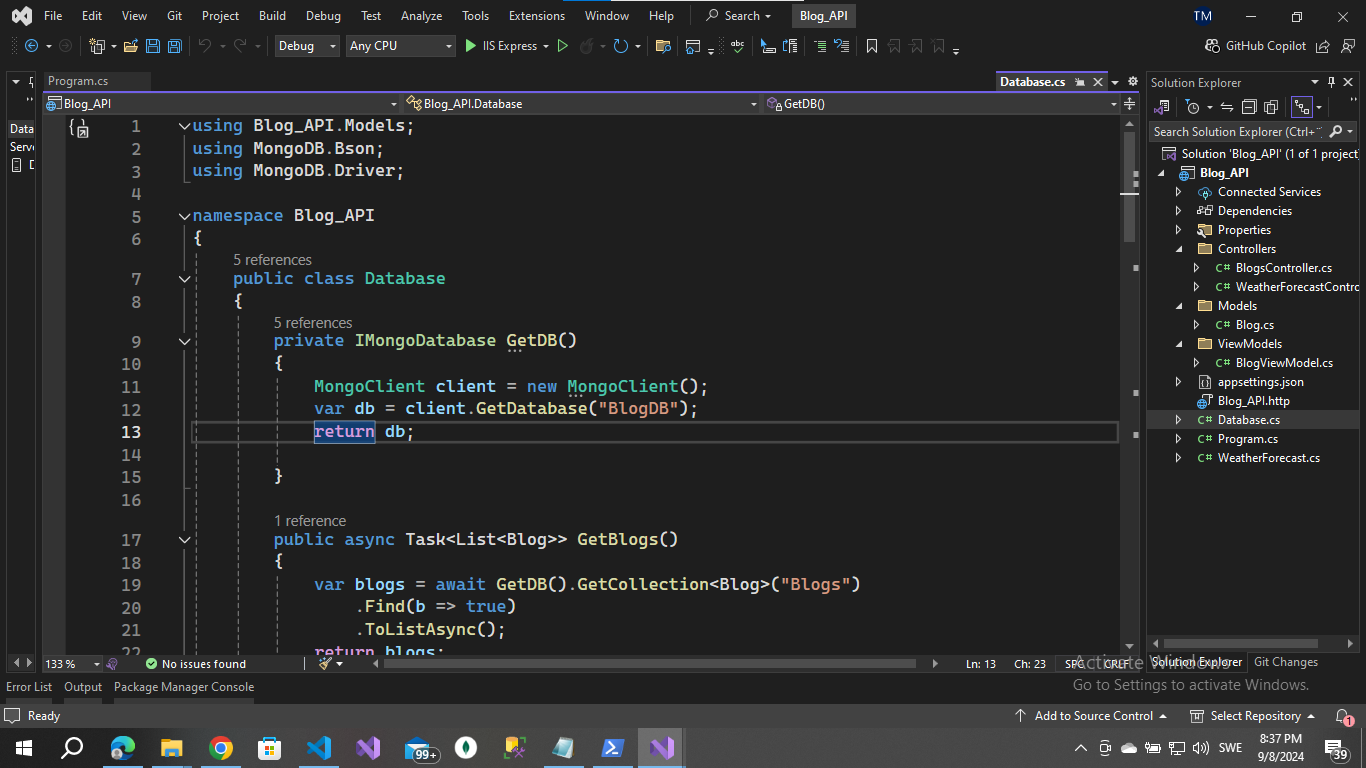 File Edit View Git Project Build Debug Test Analyze Tools Extensions Window Help Search Blog_API TM
Debug Any CPU IIS Express GitHub Copilot
Program.cs Database.cs
Blog_API Blog_API.Database GetDB()
Data
Serv
1 using Blog_API.Models;
2 using MongoDB.Bson;
3 using MongoDB.Driver;
4
5 namespace Blog_API
6 {
5 references
7 public class Database
8 {
5 references
9 private IMongoDatabase GetDB()
10 {
11 MongoClient client = new MongoClient();
12 var db = client.GetDatabase("BlogDB");
13 return db;
14
15 }
16
1 reference
17 public async Task<List<Blog>> GetBlogs()
18 {
19 var blogs = await GetDB().GetCollection<Blog>("Blogs")
20 .Find(b => true)
21 .ToListAsync();
22 return blogs;
133 % No issues found Ln: 13 Ch: 23 SPC CRLF
Solution Explorer
Search Solution Explorer (Ctrl+
Solution 'Blog_API' (1 of 1 project
Blog_API
Connected Services
Dependencies
Properties
Controllers
C# BlogsController.cs
C# WeatherForecastContro
Models
C# Blog.cs
ViewModels
C# BlogViewModel.cs
appsettings.json
Blog_API.http
C# Database.cs
C# Program.cs
C# WeatherForecast.cs
Solution Explorer Git Changes
Activate Windows
Go to Settings to activate Windows.
Error List Output Package Manager Console
Ready Add to Source Control Select Repository 1
99+ SWE 8:37 PM
9/8/2024 39